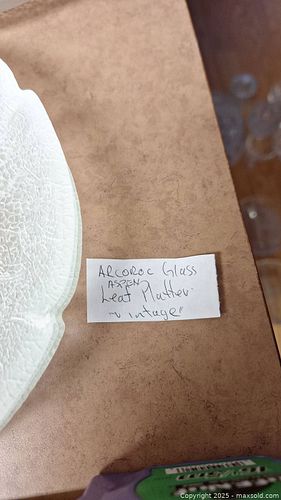 ARCOROC Glass
ASPEN
Leaf Platter
"vintage"
Copyright © 2025 - maxsold.com